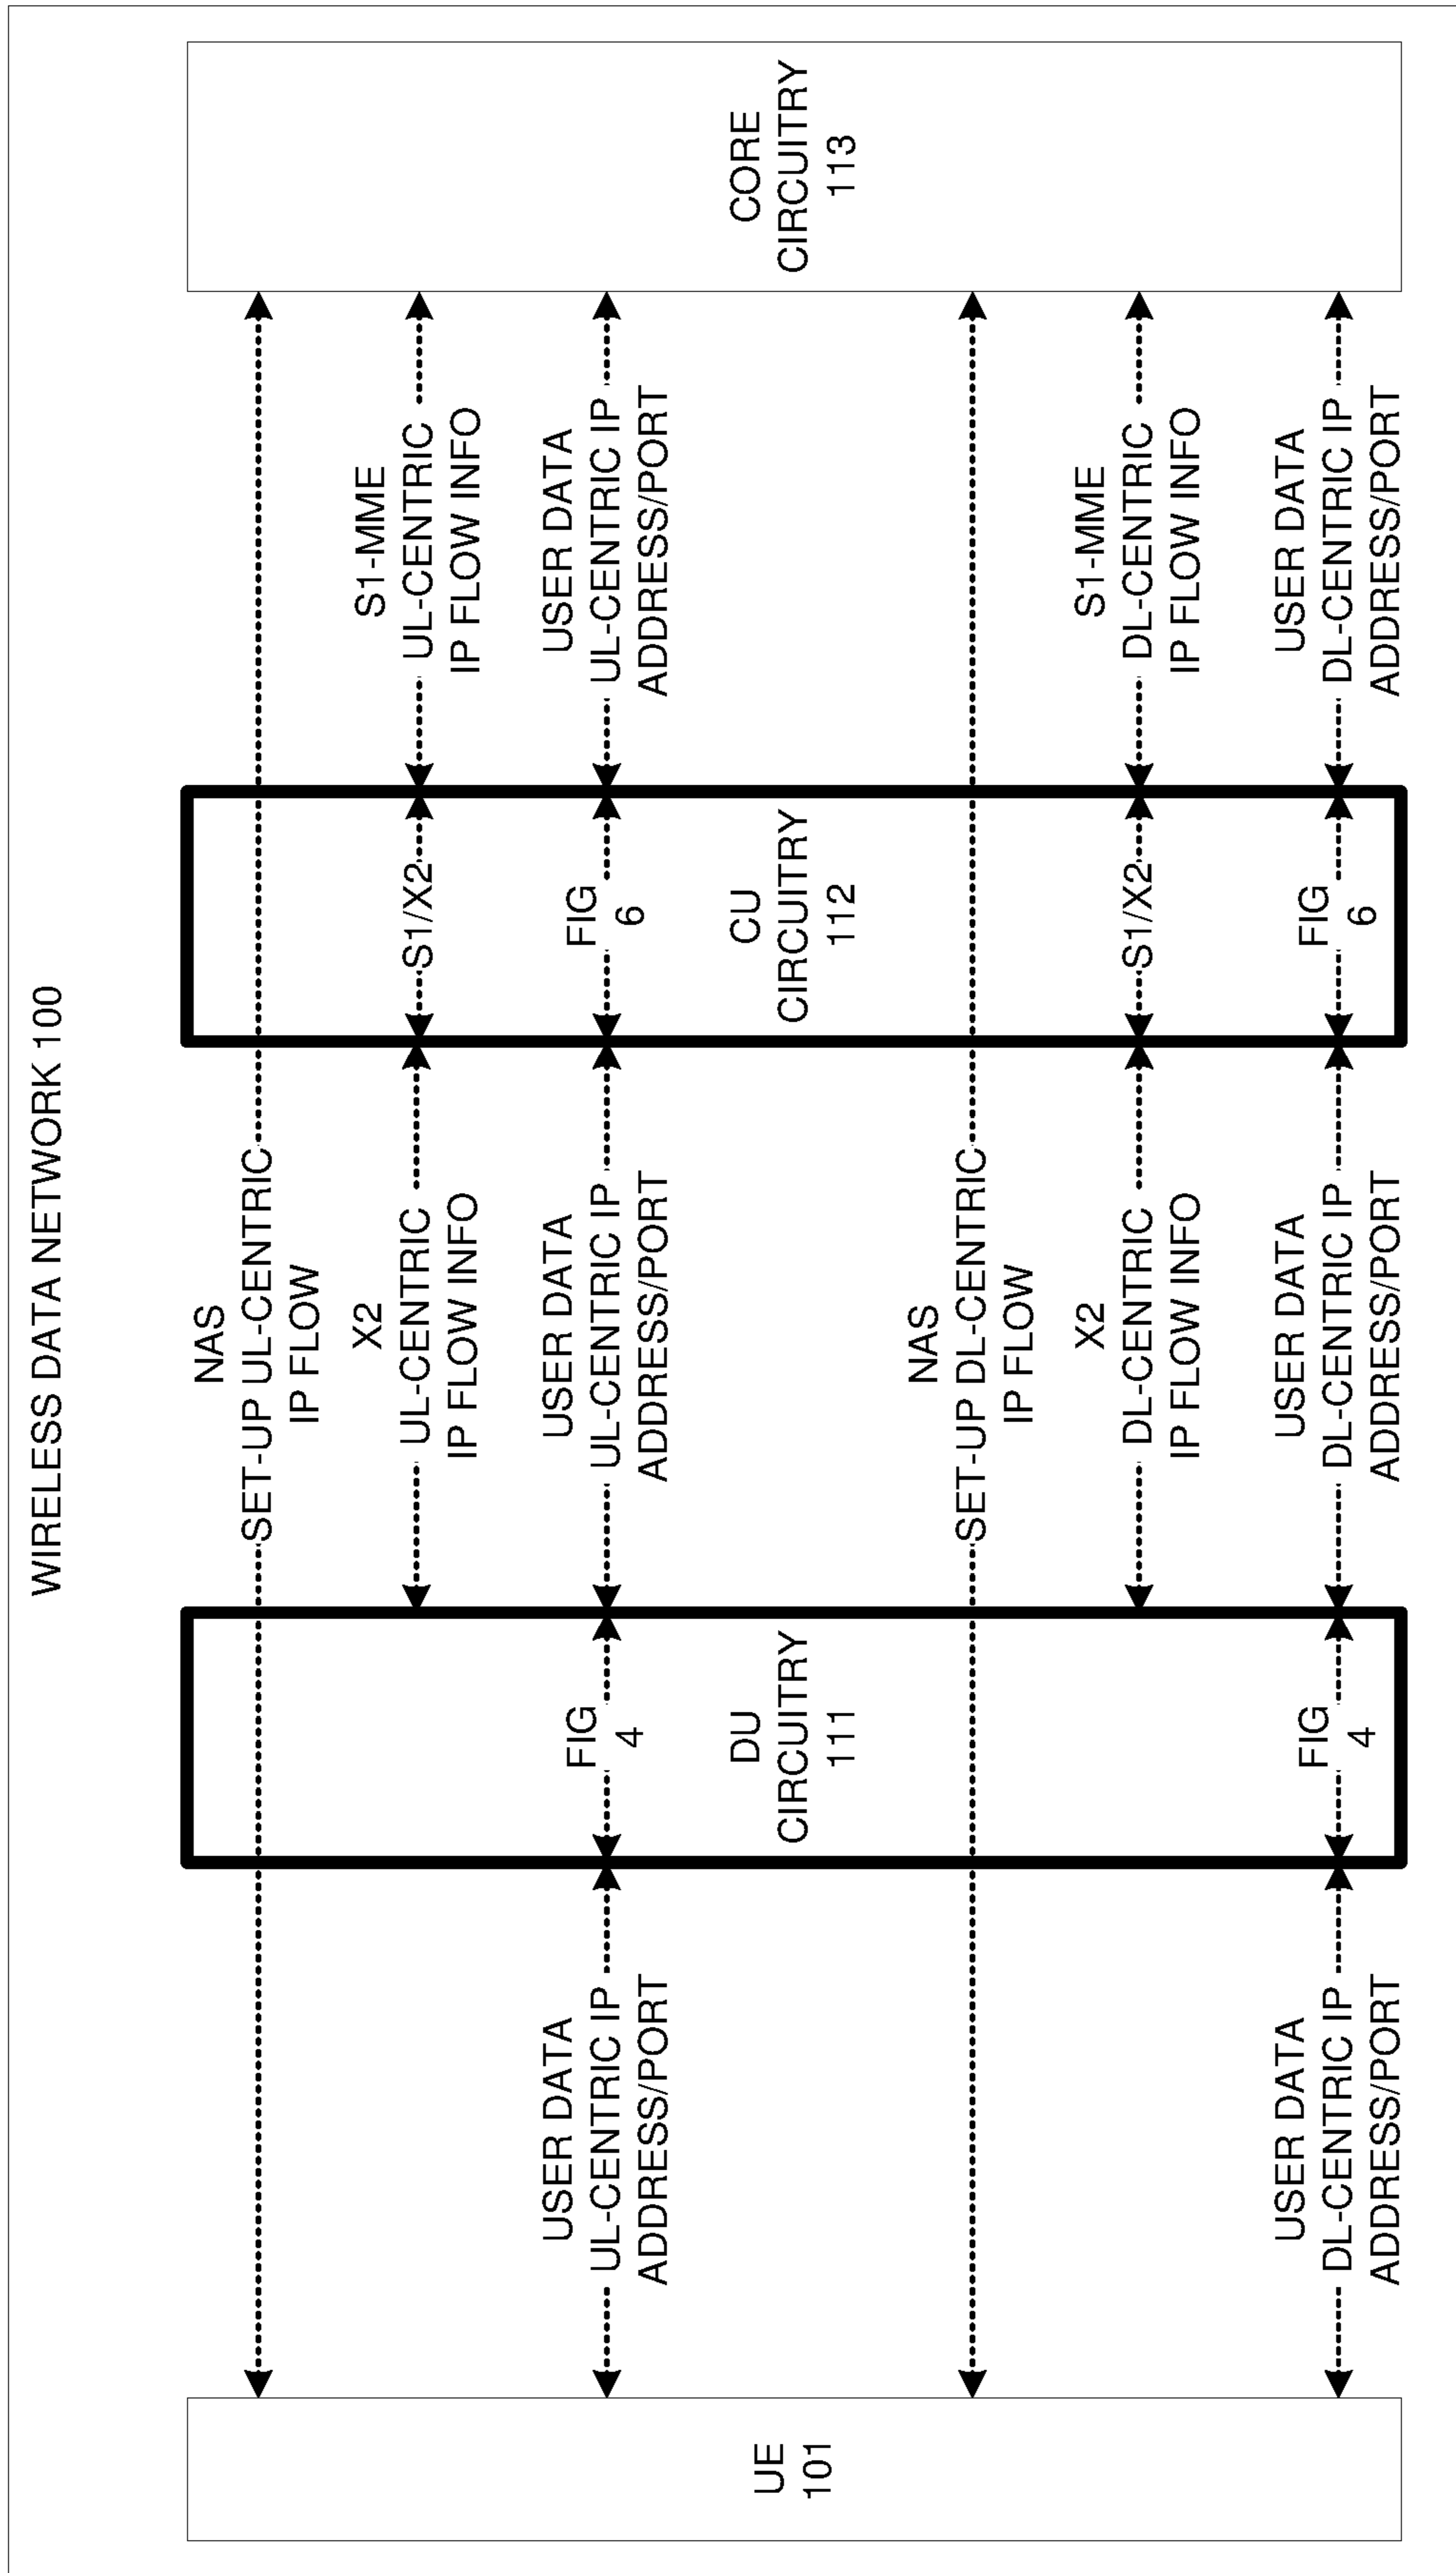 WIRELESS DATA NETWORK 100
NAS
SET-UP UL-CENTRIC
IP FLOW
X2
UL-CENTRIC
IP FLOW INFO
S1/X2
S1-MME
UL-CENTRIC
IP FLOW INFO
USER DATA
UL-CENTRIC IP
ADDRESS/PORT
FIG
4
USER DATA
UL-CENTRIC IP
ADDRESS/PORT
FIG
6
USER DATA
UL-CENTRIC IP
ADDRESS/PORT
UE
101
DU
CIRCUITRY
111
CU
CIRCUITRY
112
CORE
CIRCUITRY
113
NAS
SET-UP DL-CENTRIC
IP FLOW
X2
DL-CENTRIC
IP FLOW INFO
S1/X2
S1-MME
DL-CENTRIC
IP FLOW INFO
USER DATA
DL-CENTRIC IP
ADDRESS/PORT
FIG
4
USER DATA
DL-CENTRIC IP
ADDRESS/PORT
FIG
6
USER DATA
DL-CENTRIC IP
ADDRESS/PORT